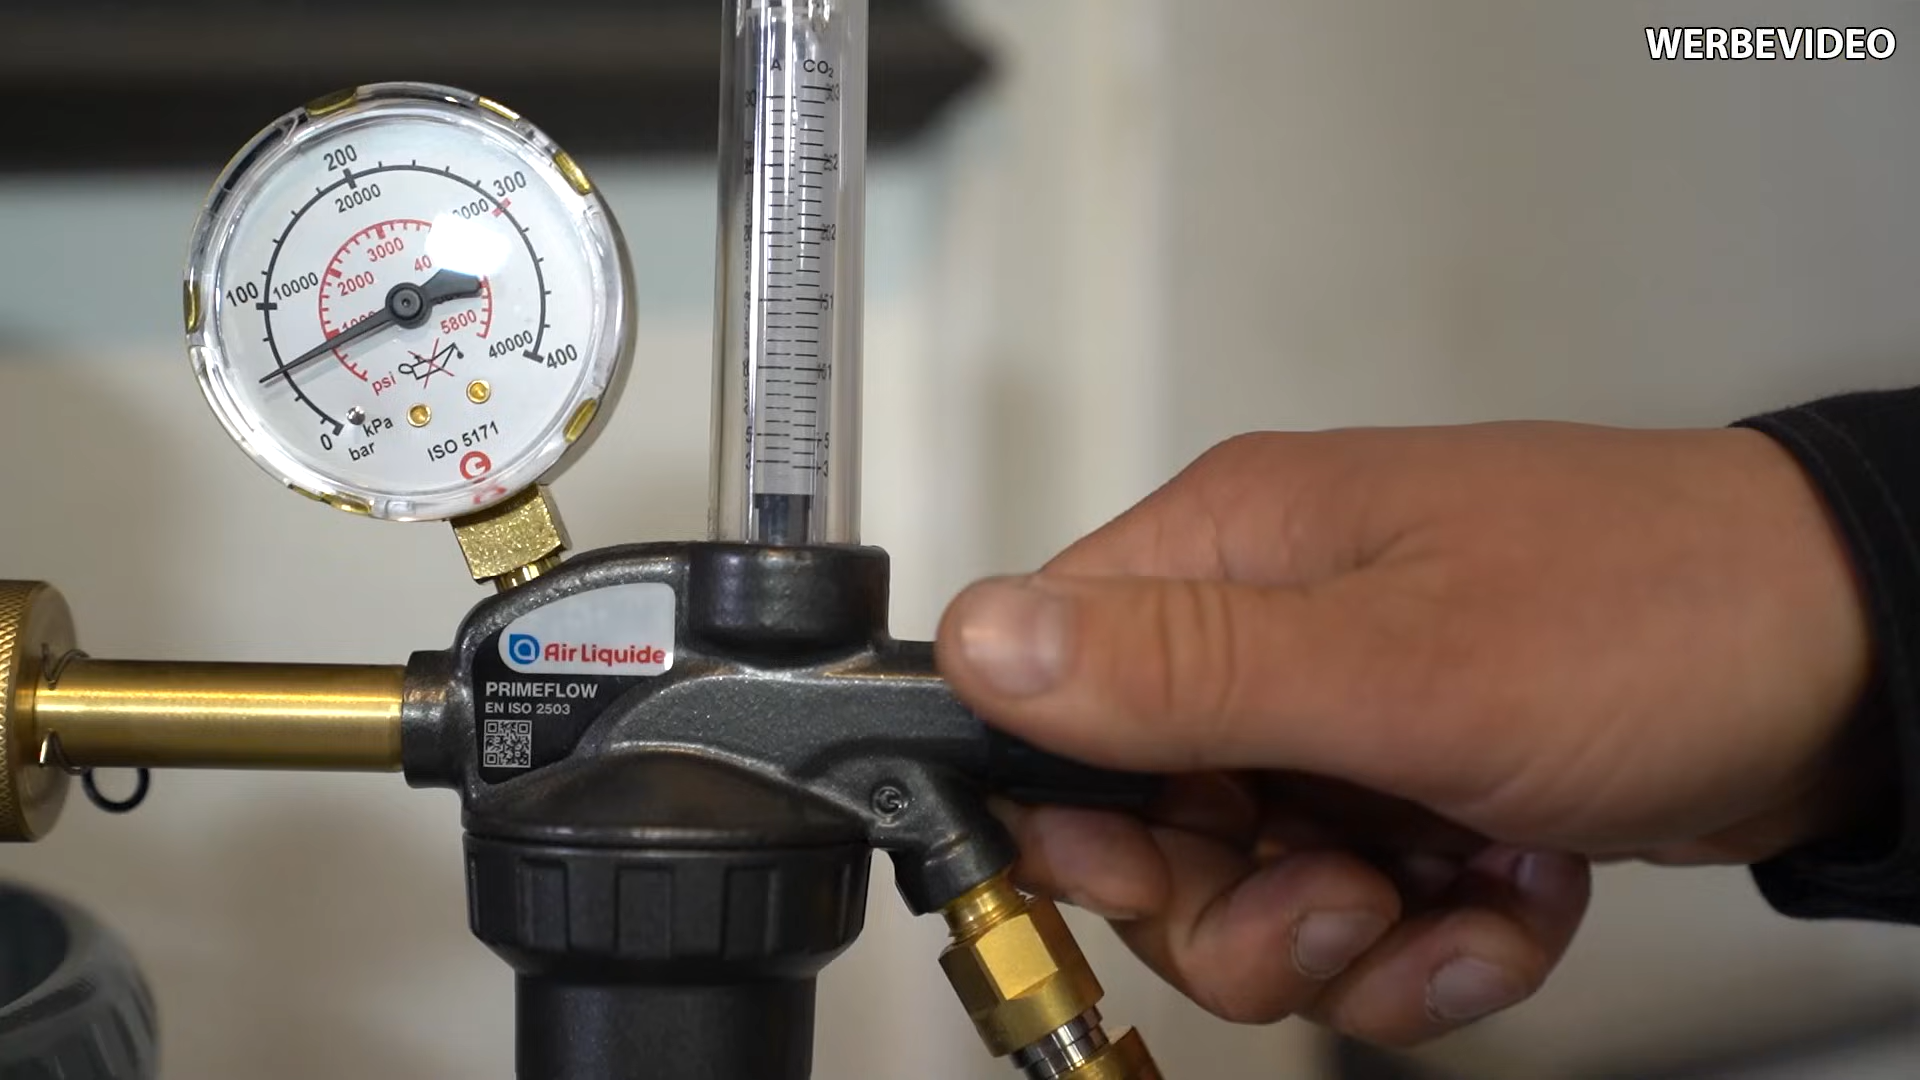 WERBEVIDEO
A CO₂
200
20000
300
100
10000
3000
2000
40
5800
40000
400
psi
0
kPa
bar
ISO 5171
Air Liquide
PRIMEFLOW
EN ISO 2503